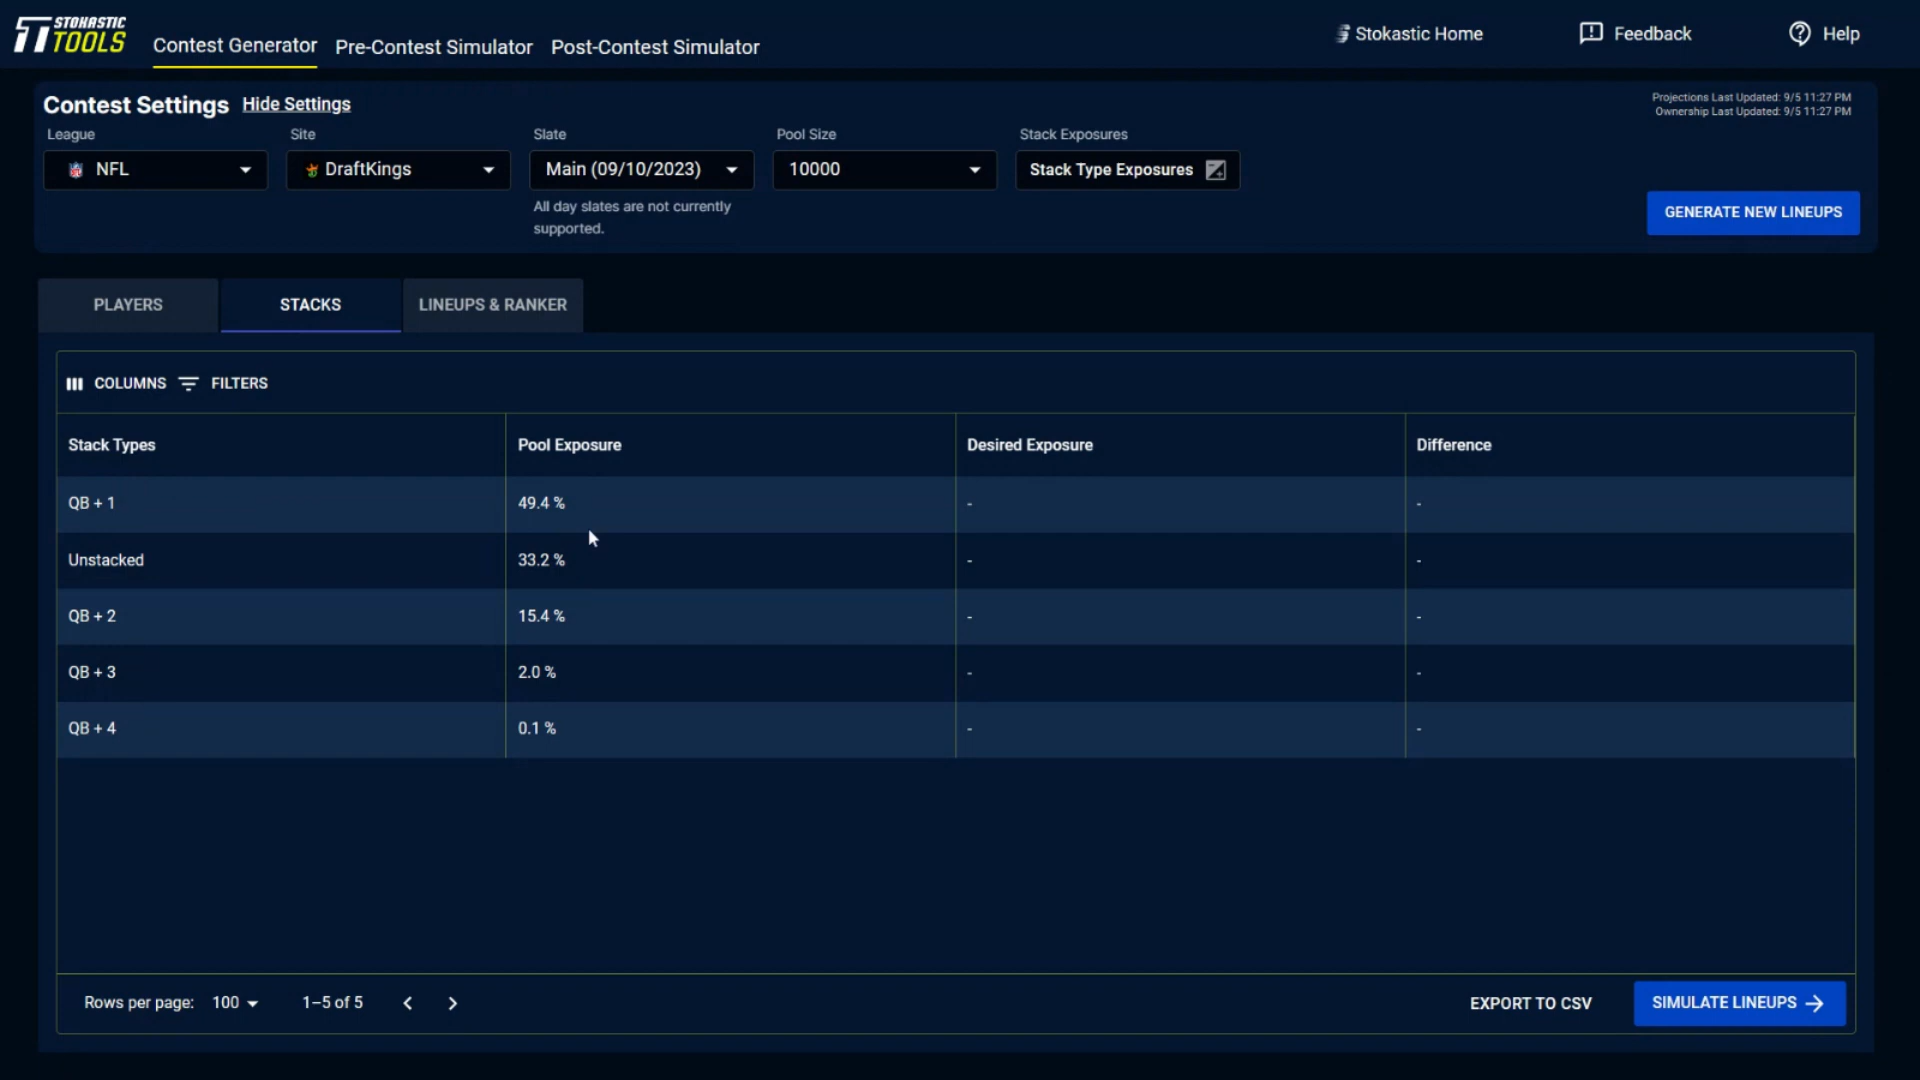 STOKASTIC
TOOLS
Contest Generator
Pre-Contest Simulator
Post-Contest Simulator
Stokastic Home
Feedback
Help
Contest Settings
Hide Settings
Projections Last Updated: 9/5 11:27 PM
Ownership Last Updated: 9/5 11:27 PM
League
Site
Slate
Pool Size
Stack Exposures
NFL
DraftKings
Main (09/10/2023)
10000
Stack Type Exposures
All day slates are not currently
supported.
GENERATE NEW LINEUPS
PLAYERS
STACKS
LINEUPS & RANKER
COLUMNS
FILTERS
Stack Types
Pool Exposure
Desired Exposure
Difference
QB + 1
49.4 %
-
-
Unstacked
33.2 %
-
-
QB + 2
15.4 %
-
-
QB + 3
2.0 %
-
-
QB + 4
0.1 %
-
-
Rows per page:
100
1–5 of 5
EXPORT TO CSV
SIMULATE LINEUPS